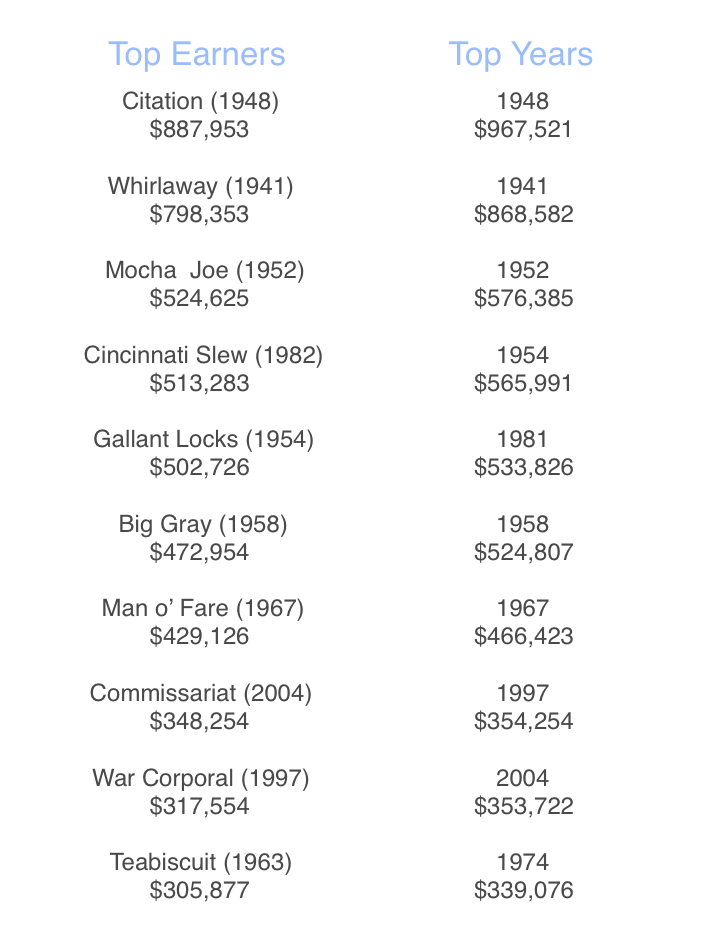 Top Earners
Citation (1948)
$887,953
Whirlaway (1941)
$798,353
Mocha  Joe (1952)
$524,625
Cincinnati Slew (1982)
$513,283
Gallant Locks (1954)
$502,726
Big Gray (1958)
$472,954
Man o’ Fare (1967)
$429,126
Commissariat (2004)
$348,254
War Corporal (1997)
$317,554
Teabiscuit (1963)
$305,877
Top Years
1948
$967,521
1941
$868,582
1952
$576,385
1954
$565,991
1981
$533,826
1958
$524,807
1967
$466,423
1997
$354,254
2004
$353,722
1974
$339,076